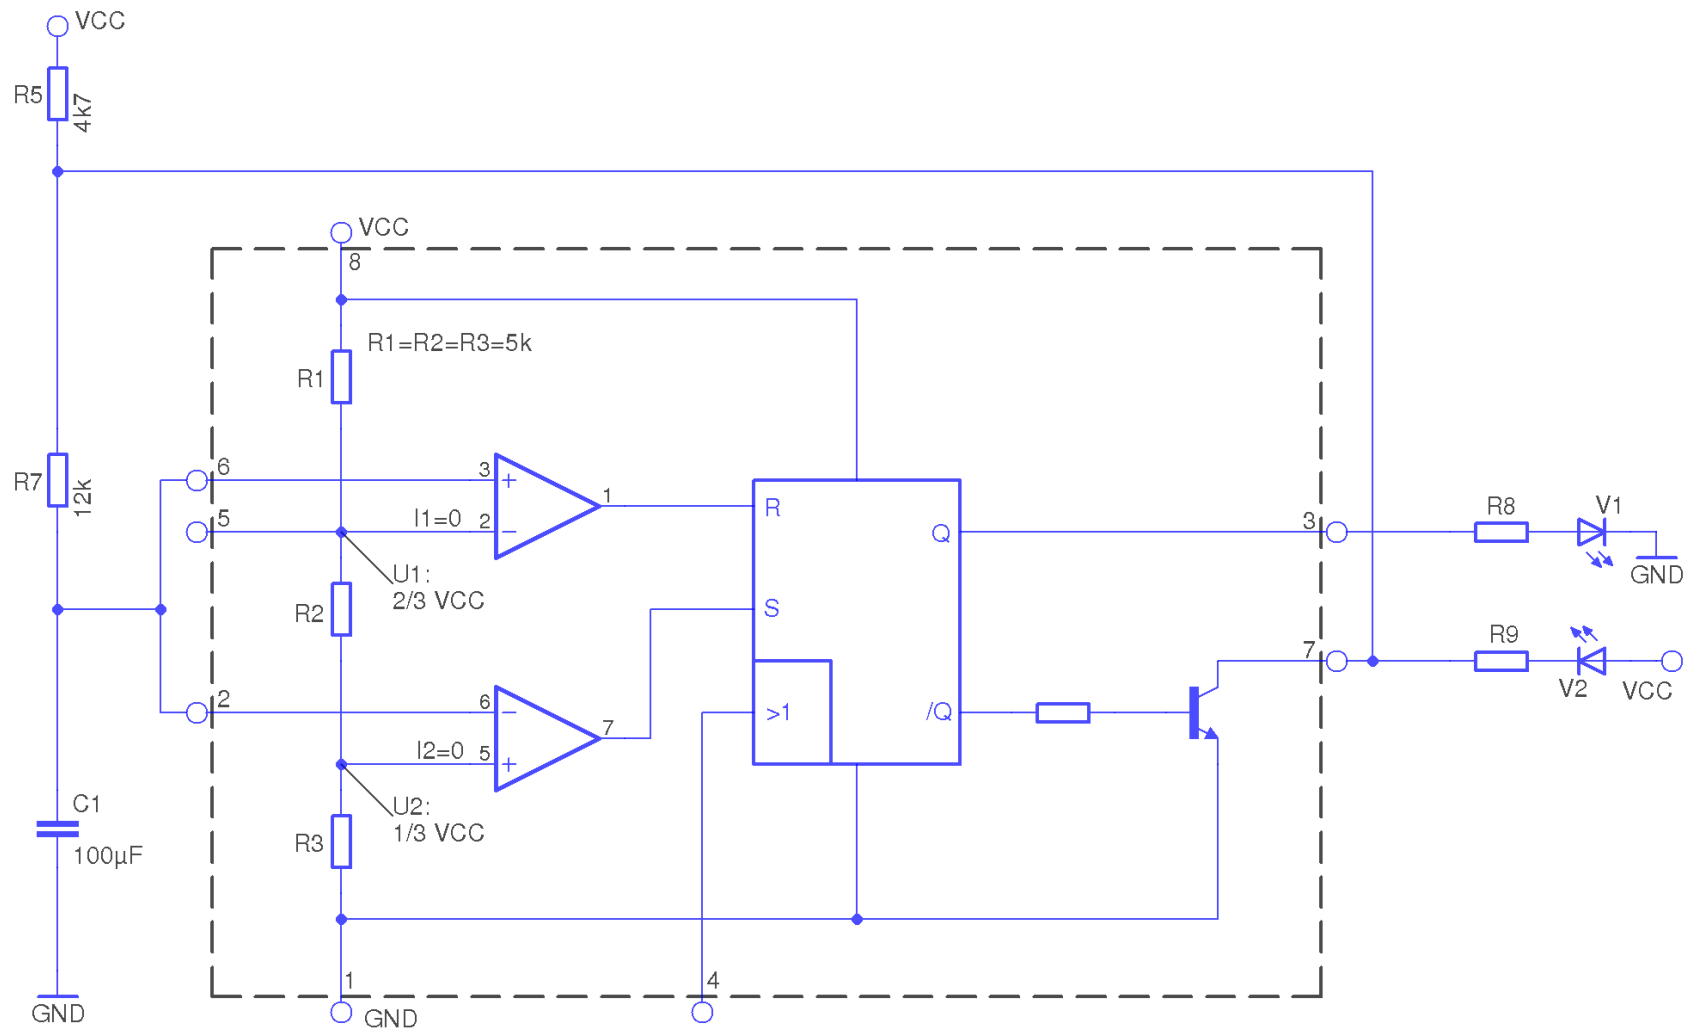 VCC
R5
4k7
VCC
8
R1=R2=R3=5k
R1
6
3
+
1
R7
12k
5
I1=0
2
−
R
Q
3
R8
V1
GND
U1:
2/3 VCC
R2
S
7
R9
V2
VCC
2
6
−
7
>1
/Q
I2=0
5
+
U2:
1/3 VCC
C1
100µF
R3
1
4
GND
GND